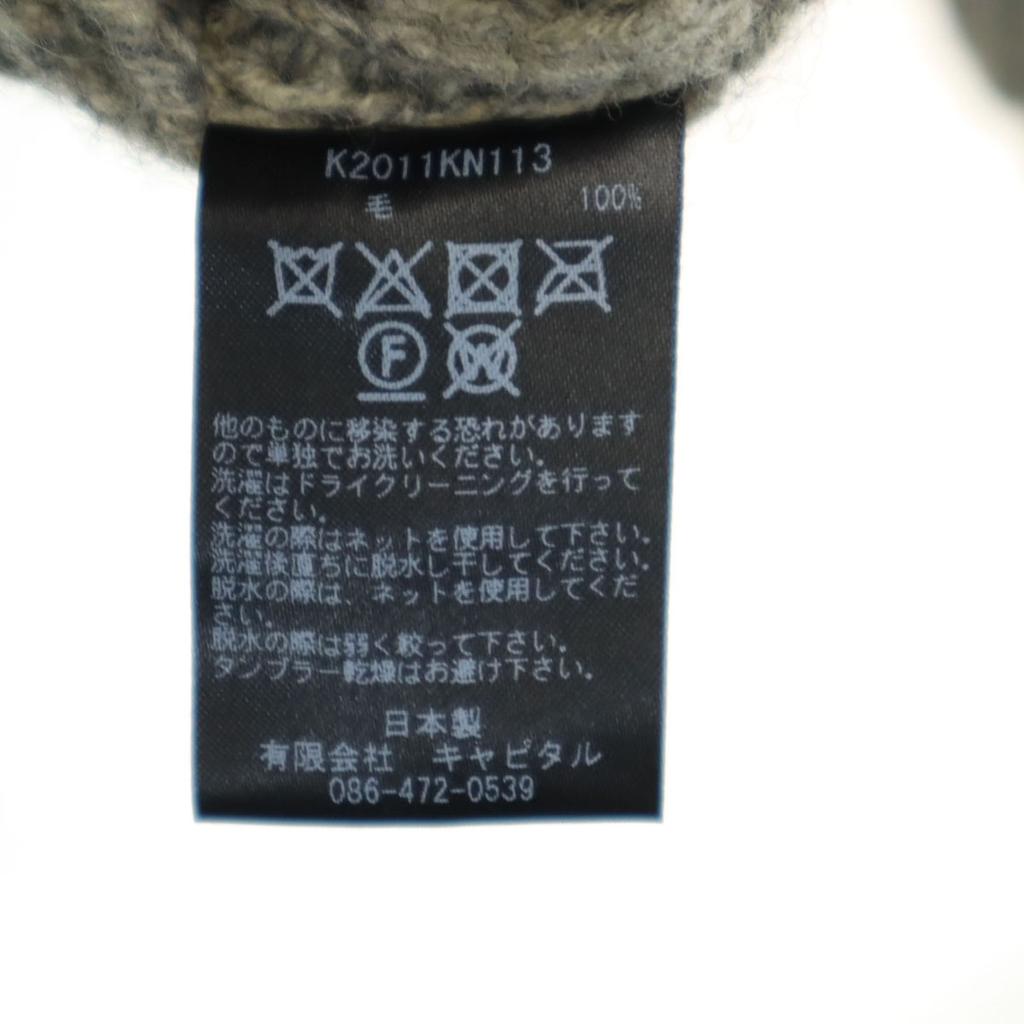 K2011KN113
毛 100%
F W
他のものに移染する恐れがあります
ので単独でお洗いください。
洗濯はドライクリーニングを行って
ください。
洗濯の際はネットを使用して下さい。
洗濯後直ちに脱水し干してください。
脱水の際は、ネットを使用してくだ
さい。
脱水の際は弱く絞って下さい。
タンブラー乾燥はお避け下さい。
日本製
有限会社 キャピタル
086-472-0539